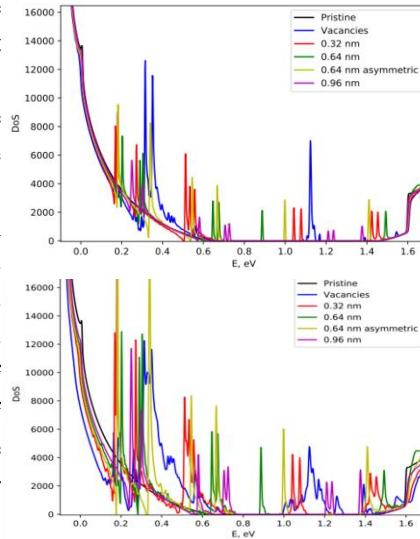 16000
14000
12000
10000
8000
6000
4000
2000
0
DoS
Pristine
Vacancies
0.32 nm
0.64 nm
0.64 nm asymmetric
0.96 nm
0.0 0.2 0.4 0.6 0.8 1.0 1.2 1.4 1.6
E, eV
16000
14000
12000
10000
8000
6000
4000
2000
0
DoS
Pristine
Vacancies
0.32 nm
0.64 nm
0.64 nm asymmetric
0.96 nm
0.0 0.2 0.4 0.6 0.8 1.0 1.2 1.4 1.6
E, eV